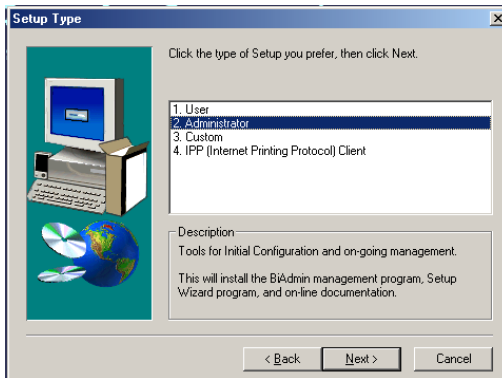 Setup Type
Click the type of Setup you prefer, then click Next.
1. User
2. Administrator
3. Custom
4. IPP (Internet Printing Protocol) Client
Description
Tools for Initial Configuration and on-going management.
This will install the BiAdmin management program, Setup
Wizard program, and on-line documentation.
< Back
Next >
Cancel